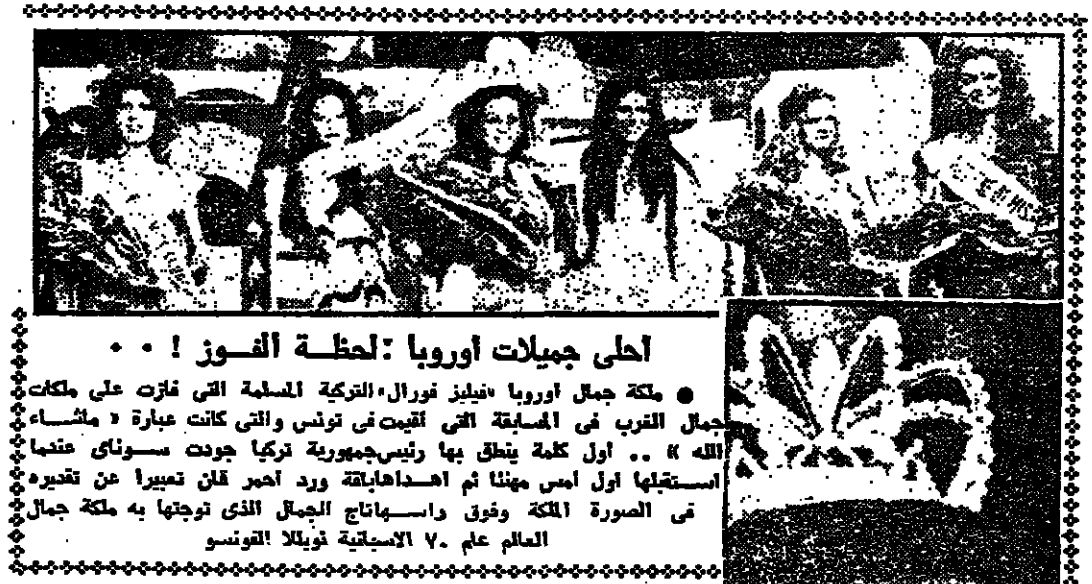 احلى جميلات اوروبا : لحظة الفوز ! ..
● ملكة جمال اوروبا «فيليز فورال» التركية المسلمة التى فازت على ملكات
جمال الغرب فى المسابقة التى اقيمت فى تونس والتى كانت عبارة « ماشاء
الله » .. اول كلمة ينطق بها رئيس جمهورية تركيا جودت سوناى عندما
استقبلها اول امس مهنئا ثم اهداها باقة ورد احمر قان تعبيرا عن تقديره
فى الصورة الملكة وفوق راسها تاج الجمال الذى توجتها به ملكة جمال
العالم عام ٧٠ الاسبانية نويللا الفونسو